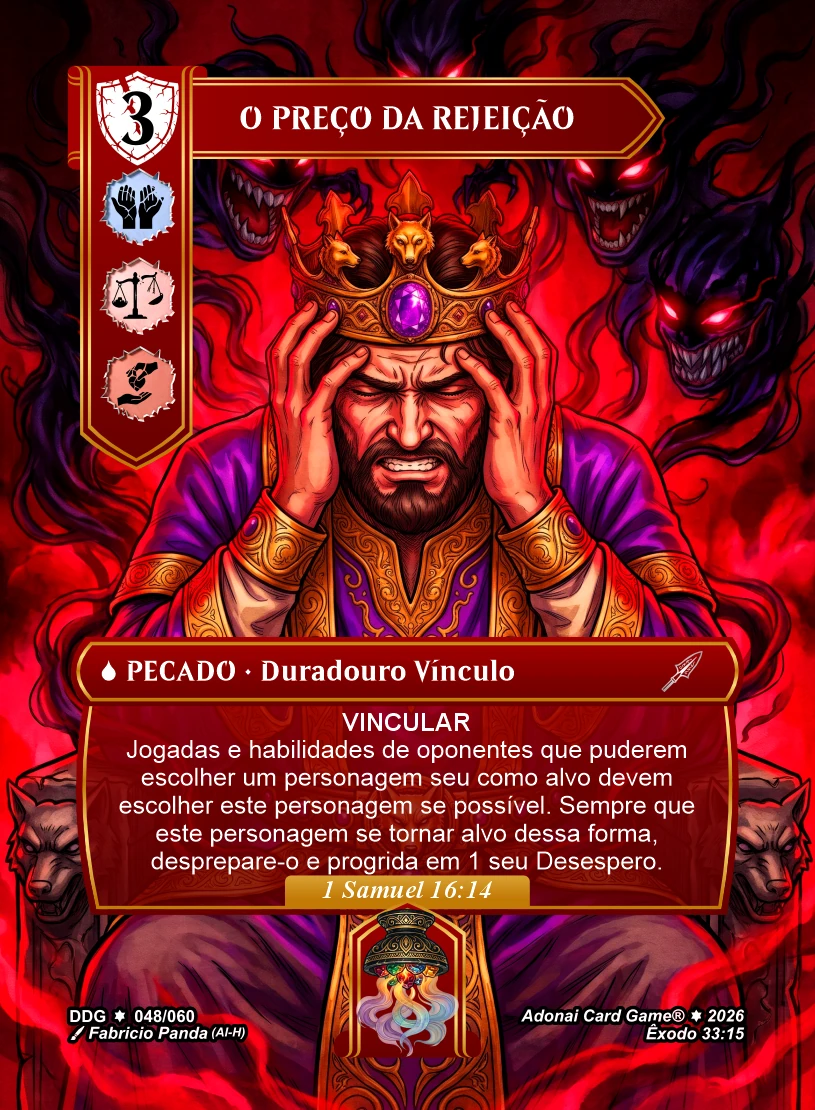 3
O PREÇO DA REJEIÇÃO
PECADO · Duradouro Vínculo
VINCULAR
Jogadas e habilidades de oponentes que puderem
escolher um personagem seu como alvo devem
escolher este personagem se possível. Sempre que
este personagem se tornar alvo dessa forma,
desprepare-o e progrida em 1 seu Desespero.
1 Samuel 16:14
DDG ✸ 048/060
Fabricio Panda (AI-H)
Adonai Card Game® ✸ 2026
Êxodo 33:15